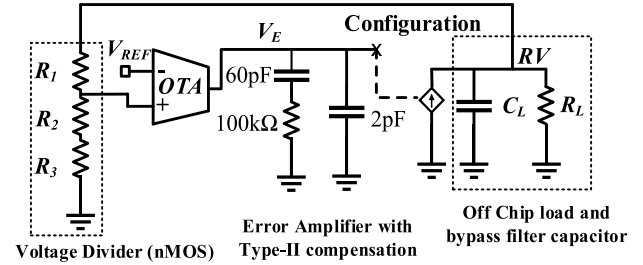 Configuration
V_REF
V_E
RV
R_1
- OTA +
60pF
100kΩ
2pF
C_L
R_L
R_2
R_3
Voltage Divider (nMOS)
Error Amplifier with
Type-II compensation
Off Chip load and
bypass filter capacitor